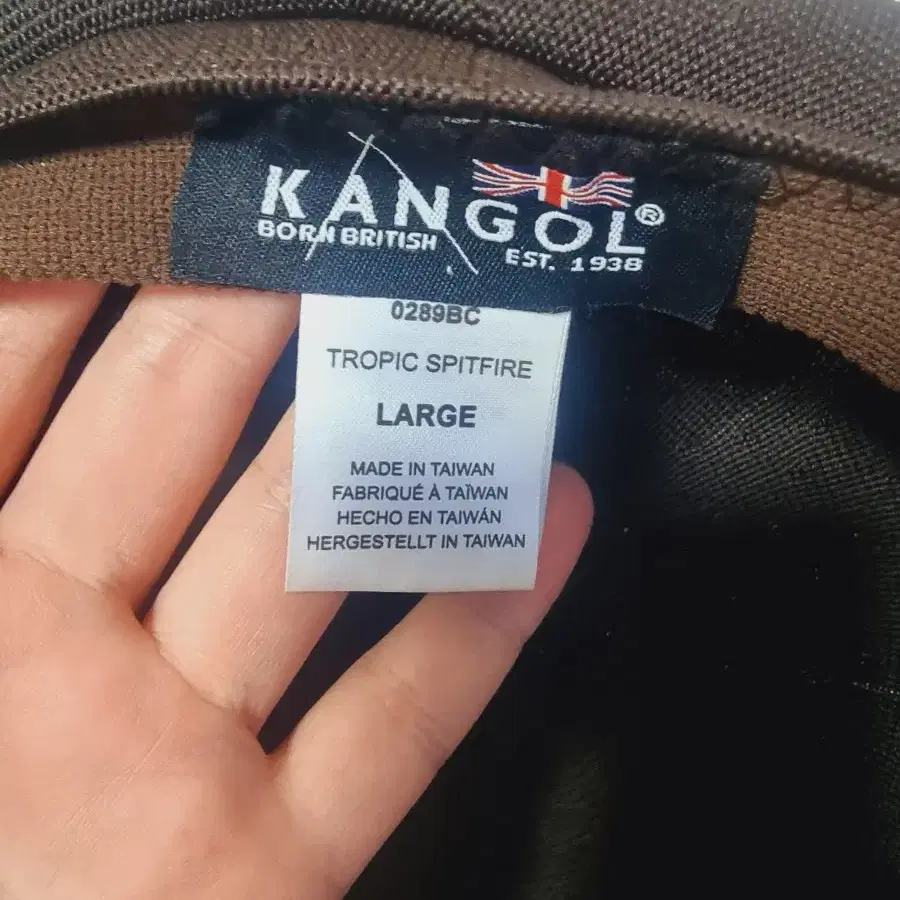 KANGOL®
BORN BRITISH
EST. 1938
0289BC
TROPIC SPITFIRE
LARGE
MADE IN TAIWAN
FABRIQUÉ À TAÏWAN
HECHO EN TAIWÁN
HERGESTELLT IN TAIWAN